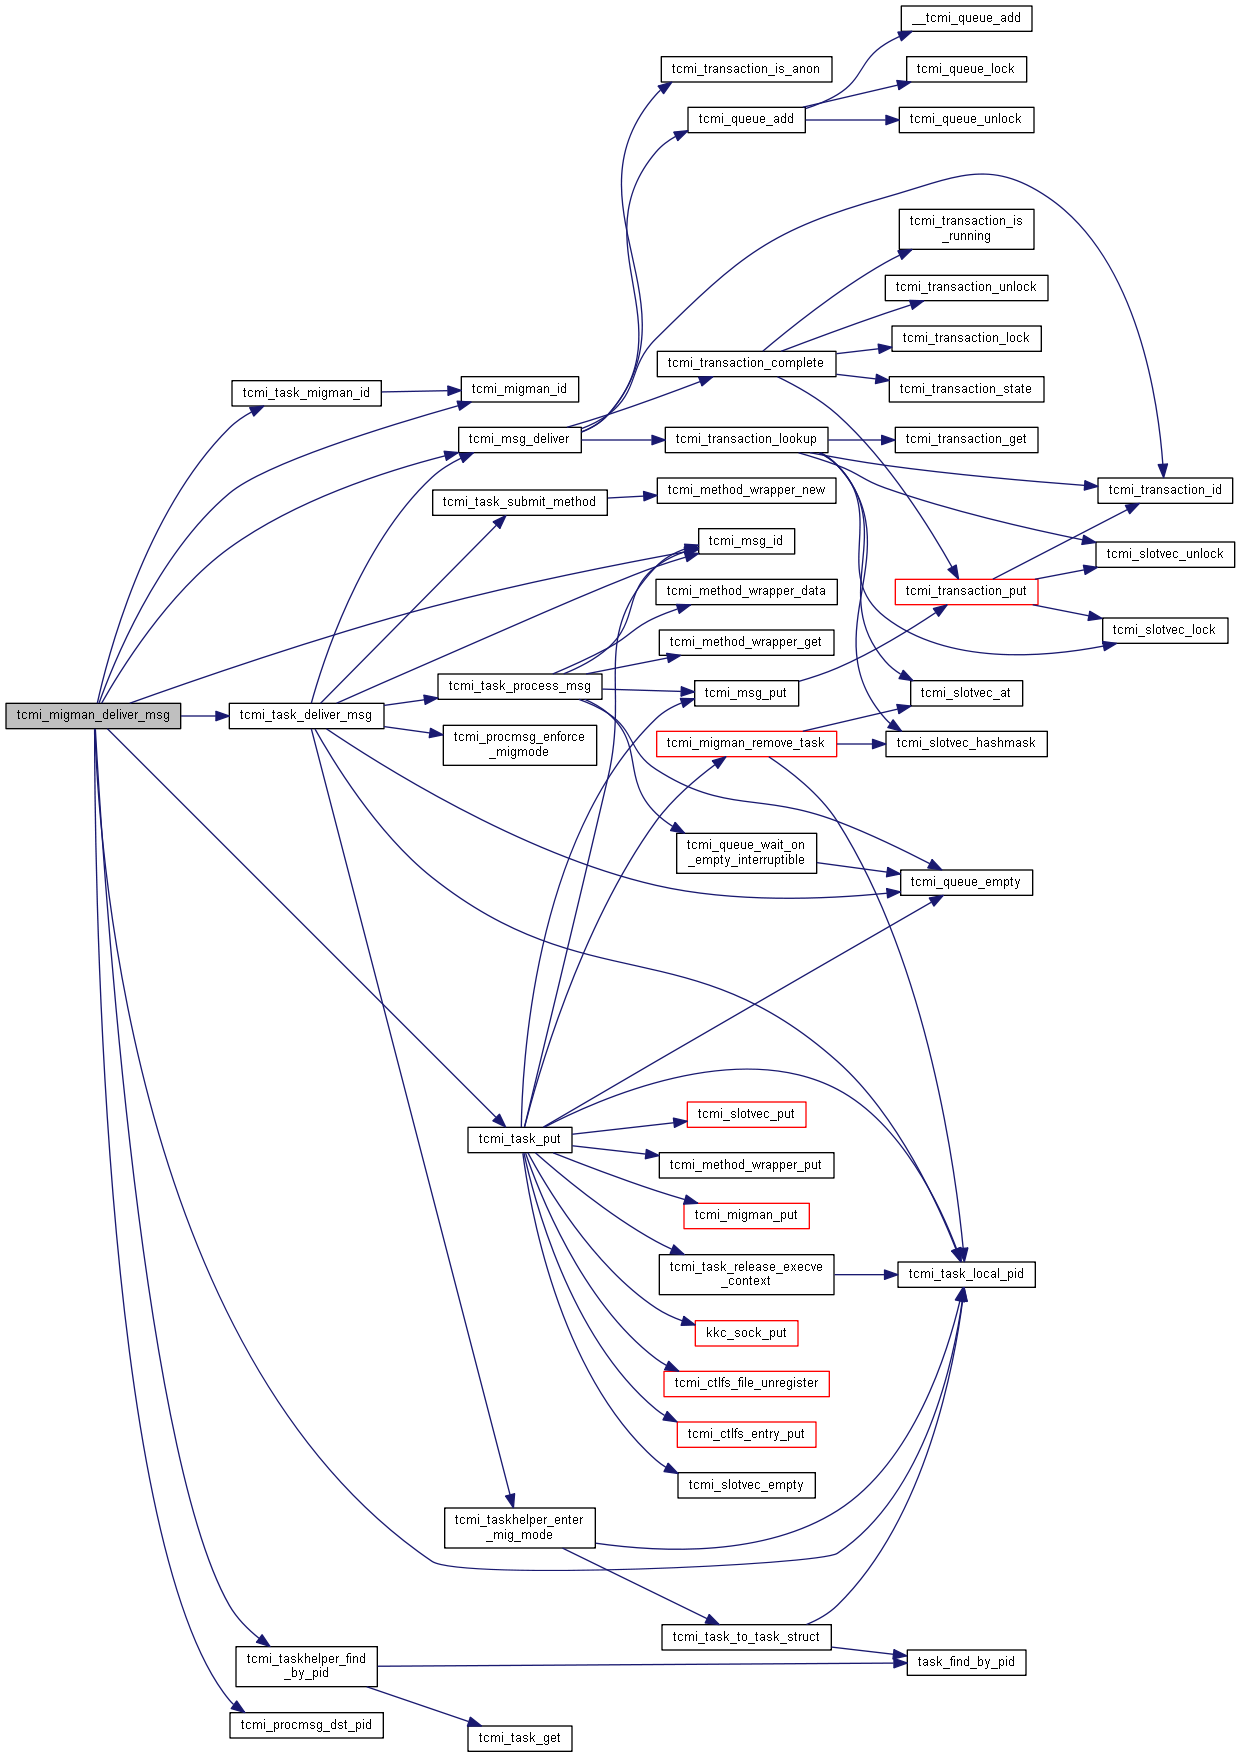 __tcmi_queue_add
tcmi_transaction_is_anon
tcmi_queue_lock
tcmi_queue_add
tcmi_queue_unlock
tcmi_transaction_is
_running
tcmi_transaction_unlock
tcmi_transaction_lock
tcmi_transaction_complete
tcmi_transaction_state
tcmi_task_migman_id
tcmi_migman_id
tcmi_msg_deliver
tcmi_transaction_lookup
tcmi_transaction_get
tcmi_transaction_id
tcmi_task_submit_method
tcmi_method_wrapper_new
tcmi_msg_id
tcmi_slotvec_unlock
tcmi_method_wrapper_data
tcmi_transaction_put
tcmi_method_wrapper_get
tcmi_slotvec_lock
tcmi_task_process_msg
tcmi_msg_put
tcmi_slotvec_at
tcmi_migman_deliver_msg
tcmi_task_deliver_msg
tcmi_procmsg_enforce
_migmode
tcmi_migman_remove_task
tcmi_slotvec_hashmask
tcmi_queue_wait_on
_empty_interruptible
tcmi_queue_empty
tcmi_slotvec_put
tcmi_task_put
tcmi_method_wrapper_put
tcmi_migman_put
tcmi_task_release_execve
_context
tcmi_task_local_pid
kkc_sock_put
tcmi_ctlfs_file_unregister
tcmi_ctlfs_entry_put
tcmi_slotvec_empty
tcmi_taskhelper_enter
_mig_mode
tcmi_task_to_task_struct
tcmi_taskhelper_find
_by_pid
task_find_by_pid
tcmi_procmsg_dst_pid
tcmi_task_get